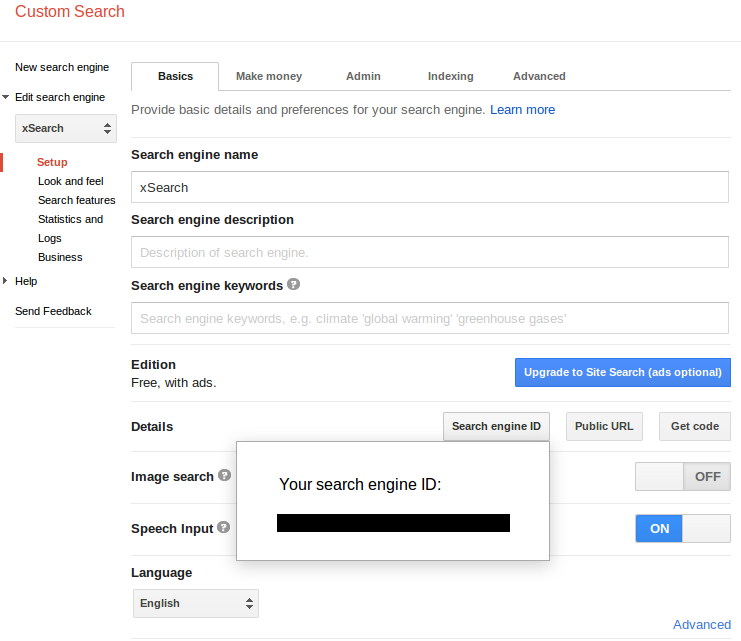 Custom Search
New search engine
Edit search engine
xSearch
Setup
Look and feel
Search features
Statistics and
Logs
Business
Help
Send Feedback
Basics Make money Admin Indexing Advanced
Provide basic details and preferences for your search engine. Learn more
Search engine name
xSearch
Search engine description
Description of search engine.
Search engine keywords ?
Search engine keywords, e.g. climate 'global warming' 'greenhouse gases'
Edition
Free, with ads.
Upgrade to Site Search (ads optional)
Details Search engine ID Public URL Get code
Your search engine ID:
Image search ? OFF
Speech Input ? ON
Language
English
Advanced